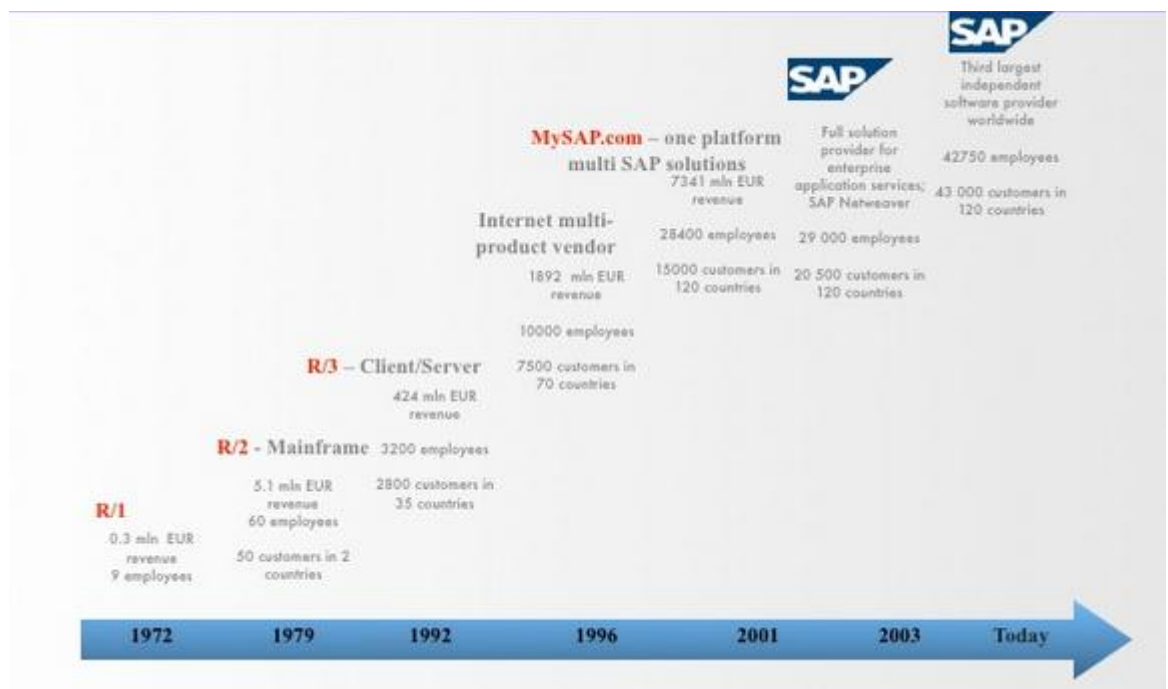 R/1
0.3 mln EUR
revenue
9 employees
R/2 - Mainframe
5.1 mln EUR
revenue
60 employees
50 customers in 2
countries
R/3 – Client/Server
424 mln EUR
revenue
3200 employees
2800 customers in
35 countries
Internet multi-
product vendor
1892 mln EUR
revenue
10000 employees
7500 customers in
70 countries
MySAP.com – one platform
multi SAP solutions
7341 mln EUR
revenue
28400 employees
15000 customers in
120 countries
SAP
Full solution
provider for
enterprise
application services;
SAP Netweaver
29 000 employees
20 500 customers in
120 countries
SAP
Third largest
independent
software provider
worldwide
42750 employees
43 000 customers in
120 countries
1972
1979
1992
1996
2001
2003
Today